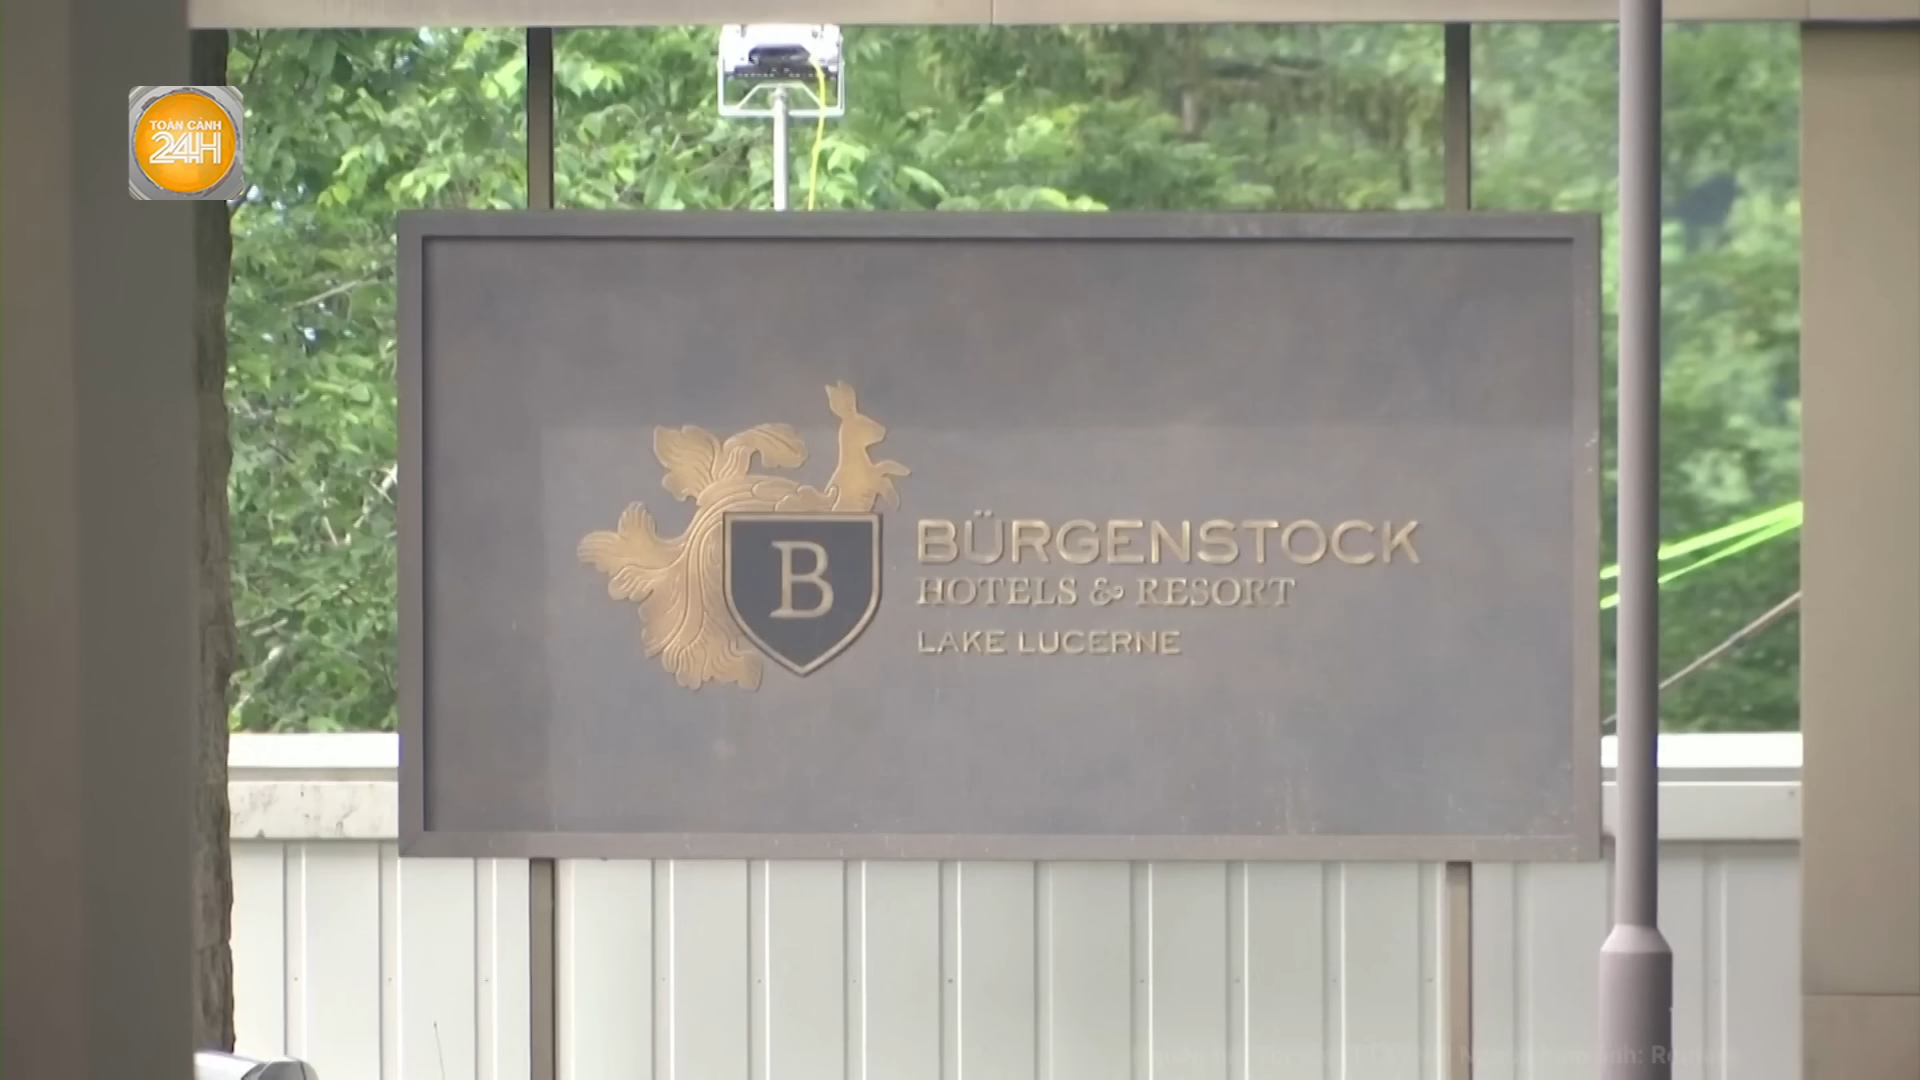 TOÀN CẢNH
24H
B
BÜRGENSTOCK
HOTELS & RESORT
LAKE LUCERNE